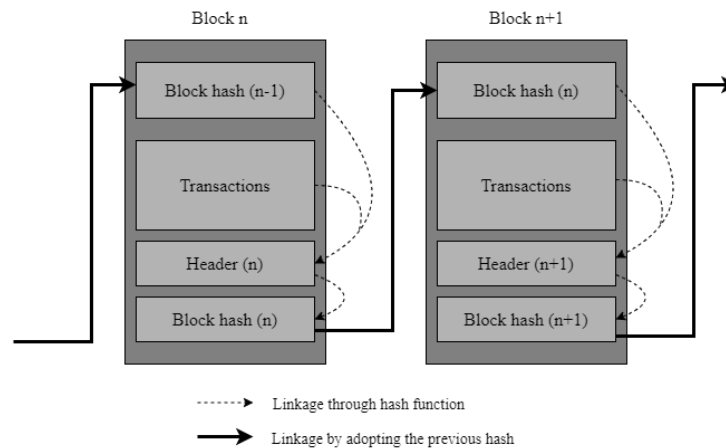 Block n
Block n+1
Block hash (n-1)
Block hash (n)
Transactions
Transactions
Header (n)
Header (n+1)
Block hash (n)
Block hash (n+1)
Linkage through hash function
Linkage by adopting the previous hash